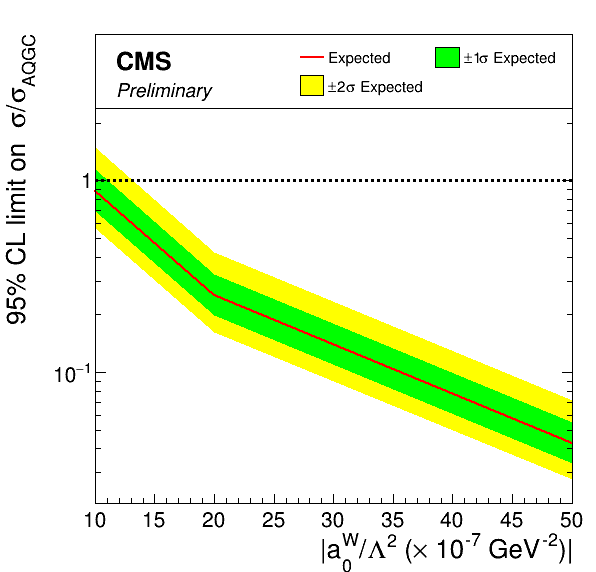 95% CL limit on σ/σ_AQGC
CMS
Preliminary
Expected
±1σ Expected
±2σ Expected
1
10⁻¹
10 15 20 25 30 35 40 45 50
|a₀ᵂ/Λ² (× 10⁻⁷ GeV⁻²)|